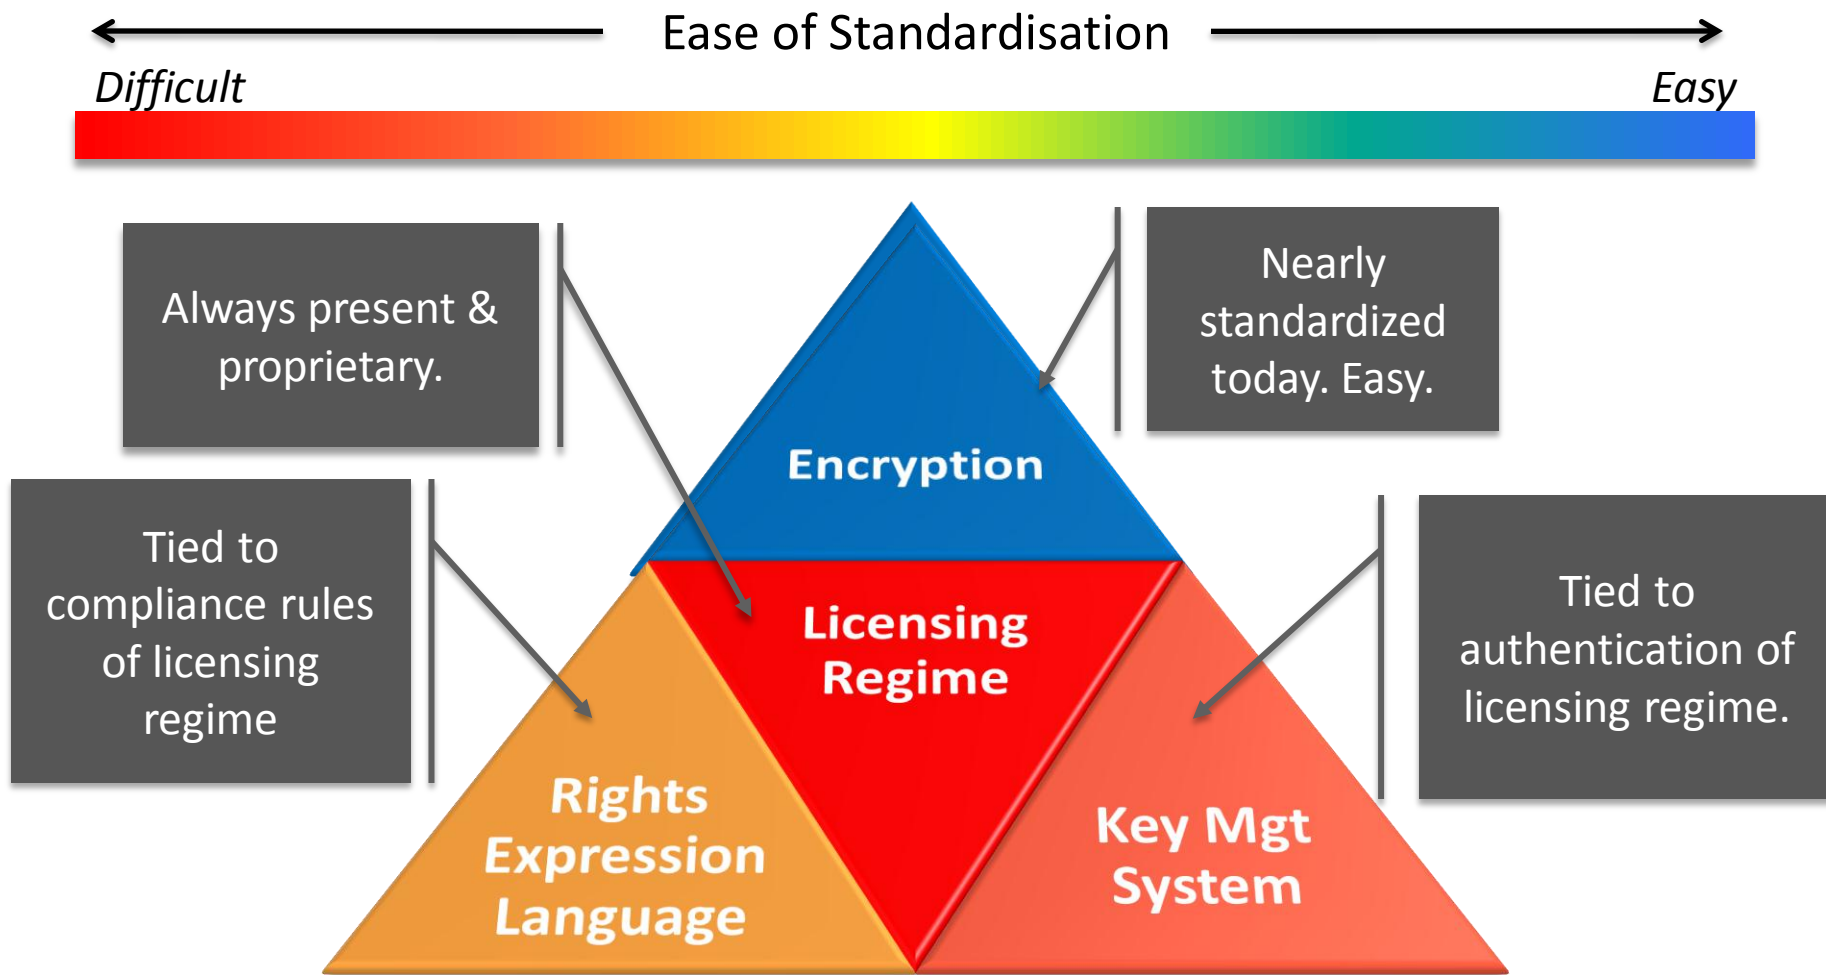 Ease of Standardisation
Difficult
Easy
Always present &
proprietary.
Nearly
standardized
today. Easy.
Encryption
Tied to
compliance rules
of licensing
regime
Licensing
Regime
Tied to
authentication of
licensing regime.
Rights
Expression
Language
Key Mgt
System